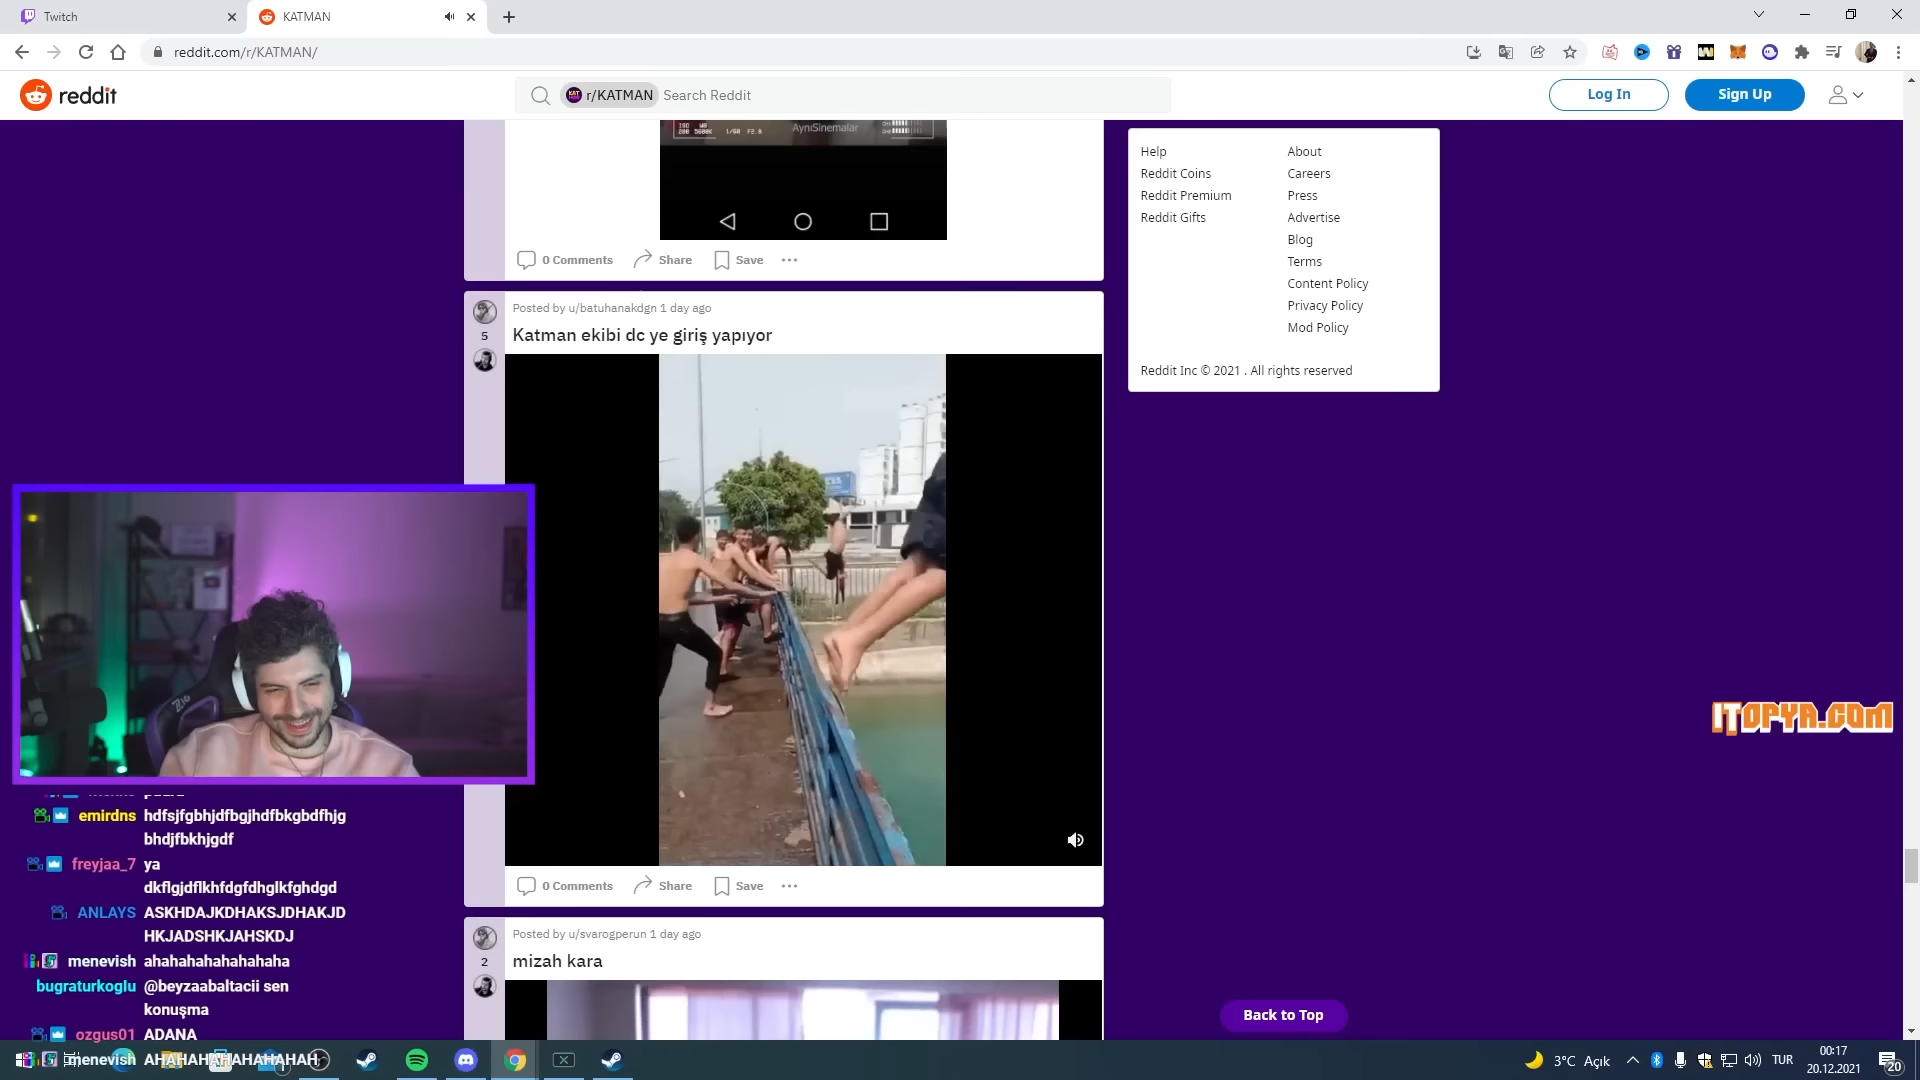 Twitch
KATMAN
reddit.com/r/KATMAN/
reddit
r/KATMAN
Search Reddit
Log In
Sign Up
AynıSinemalar
0 Comments
Share
Save
Posted by u/batuhanakdgn 1 day ago
5
Katman ekibi dc ye giriş yapıyor
0 Comments
Share
Save
Posted by u/svarogperun 1 day ago
2
mizah kara
Help
About
Reddit Coins
Careers
Reddit Premium
Press
Reddit Gifts
Advertise
Blog
Terms
Content Policy
Privacy Policy
Mod Policy
Reddit Inc © 2021 . All rights reserved
ITOPYA.COM
Back to Top
emirdns hdfsjfgbhjdfbgjhdfbkgbdfhjg
bhdjfbkhjgdf
freyjaa_7 ya
dkflgjdflkhfdgfdhglkfghdgd
ANLAYS ASKHDAJKDHAKSJDHAKJD
HKJADSHKJAHSKDJ
menevish ahahahahahahahaha
bugraturkoglu @beyzaabaltacii sen
konuşma
ozgus01 ADANA
menevish AHAHAHAHAHAHAHAH
3°C Açık
TUR
00:17
20.12.2021
20